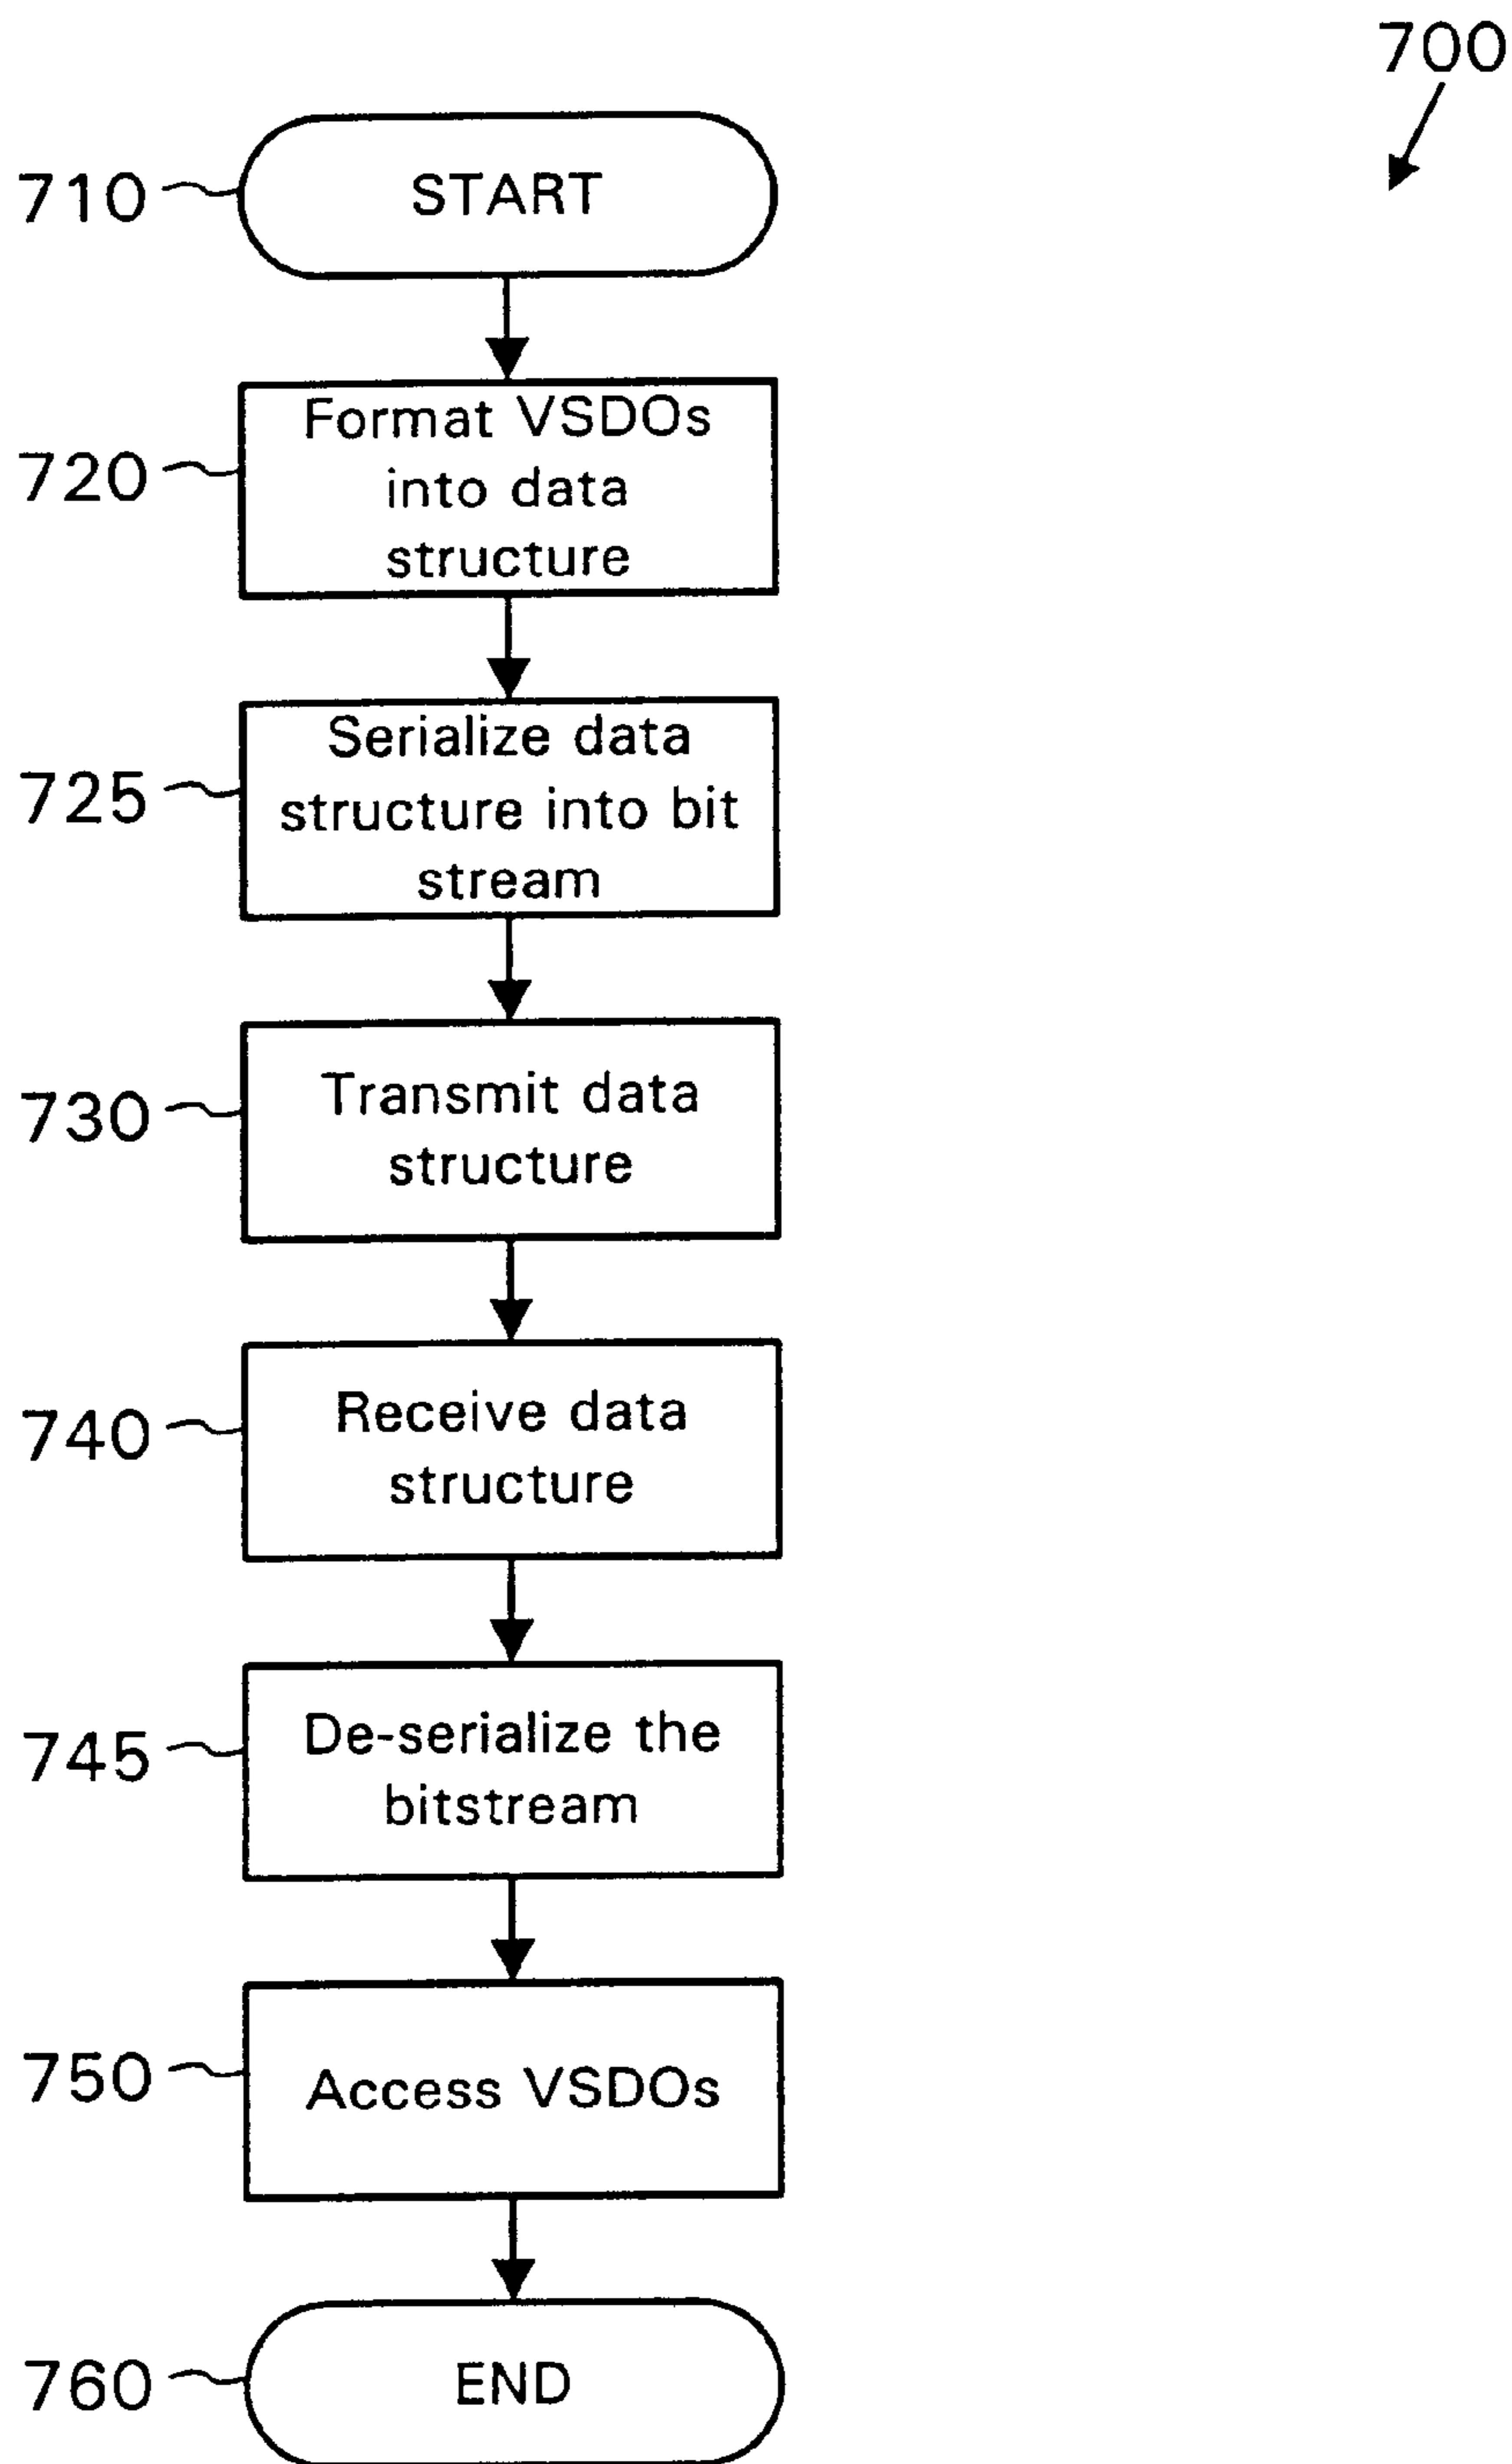 700
710
START
720
Format VSDOs
into data
structure
725
Serialize data
structure into bit
stream
730
Transmit data
structure
740
Receive data
structure
745
De-serialize the
bitstream
750
Access VSDOs
760
END